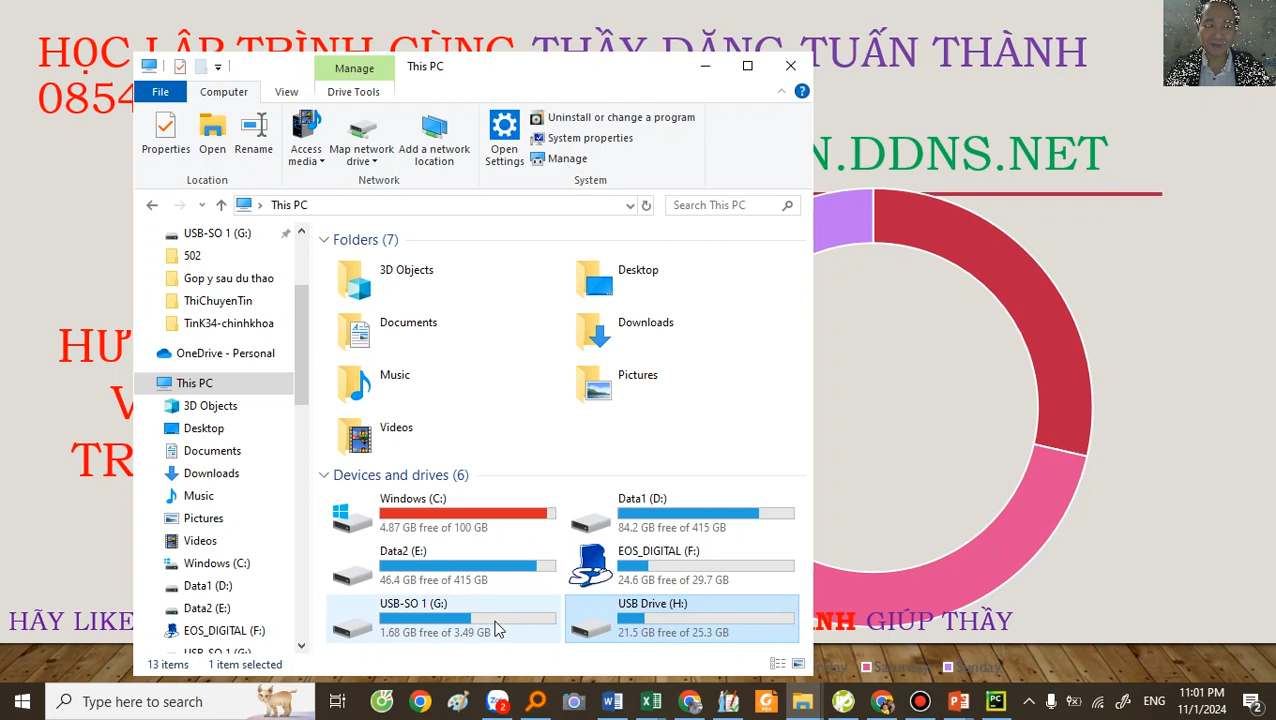 HỌC LẬP TRÌNH CÙNG THẦY ĐẶNG TUẤN THÀNH
0854
N.DDNS.NET
Manage
This PC
File
Computer
View
Drive Tools
Properties
Open
Rename
Access media
Map network drive
Add a network location
Open Settings
Uninstall or change a program
System properties
Manage
Location
Network
System
This PC
Search This PC
USB-SO 1 (G:)
502
Gop y sau du thao
ThiChuyenTin
TinK34-chinhkhoa
OneDrive - Personal
This PC
3D Objects
Desktop
Documents
Downloads
Music
Pictures
Videos
Windows (C:)
Data1 (D:)
Data2 (E:)
EOS_DIGITAL (F:)
USB-SO 1 (G:)
Folders (7)
3D Objects
Desktop
Documents
Downloads
Music
Pictures
Videos
Devices and drives (6)
Windows (C:)
4.87 GB free of 100 GB
Data1 (D:)
84.2 GB free of 415 GB
Data2 (E:)
46.4 GB free of 415 GB
EOS_DIGITAL (F:)
24.6 GB free of 29.7 GB
USB-SO 1 (G:)
1.68 GB free of 3.49 GB
USB Drive (H:)
21.5 GB free of 25.3 GB
13 items
1 item selected
HƯ
V
TR
HÃY LIKE
NH GIÚP THẦY
Saturday
Sunday
Type here to search
2
ENG
11:01 PM
11/1/2024
2